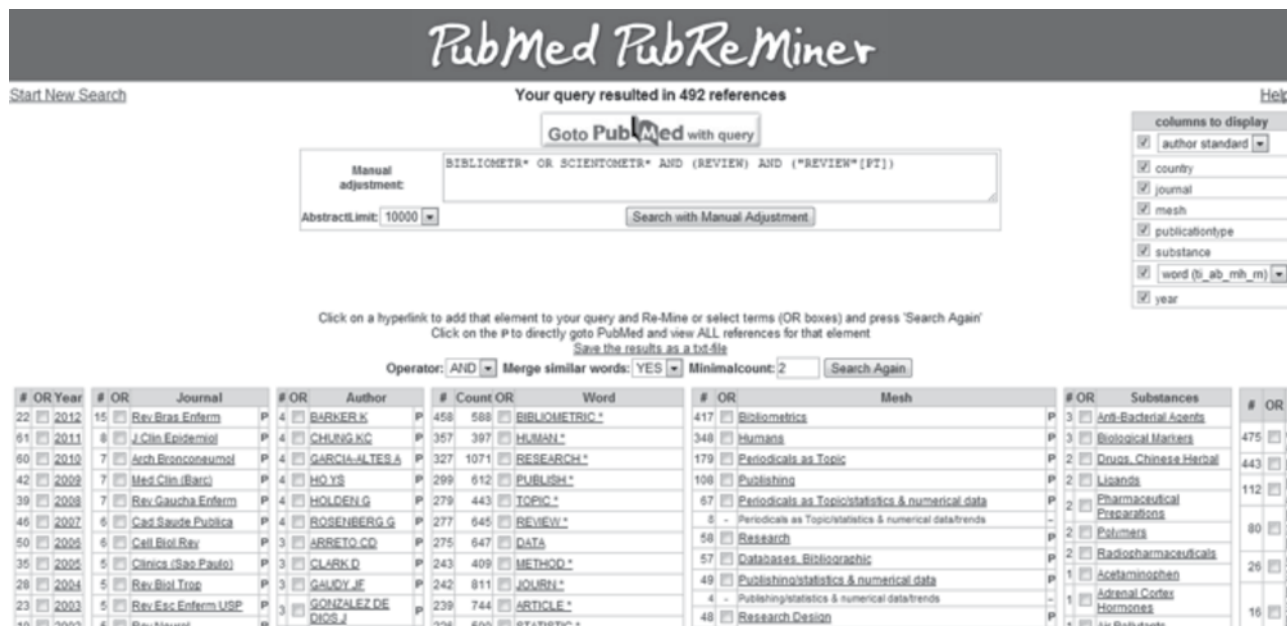 PubMed PubReMiner
Start New Search
Your query resulted in 492 references
Help
Goto PubMed with query
columns to display
author standard
country
journal
mesh
publicationtype
substance
word (ti_ab_mh_rn)
year
Manual adjustment:
BIBLIOMETR* OR SCIENTOMETR* AND (REVIEW) AND ("REVIEW"[PT])
AbstractLimit: 10000
Search with Manual Adjustment
Click on a hyperlink to add that element to your query and Re-Mine or select terms (OR boxes) and press 'Search Again'
Click on the P to directly goto PubMed and view ALL references for that element
Save the results as a txt-file
Operator: AND Merge similar words: YES Minimalcount: 2 Search Again
# OR Year
22 2012
61 2011
60 2010
42 2009
39 2008
46 2007
50 2006
35 2005
28 2004
23 2003
# OR Journal
15 Rev Bras Enferm P
8 J Clin Epidemiol P
7 Arch Bronconeumol P
7 Med Clin (Barc) P
7 Rev Gaucha Enferm P
6 Cad Saude Publica P
6 Cell Biol Rev P
5 Clinics (Sao Paulo) P
5 Rev Biol Trop P
5 Rev Esc Enferm USP P
# OR Author
4 BARKER K P
4 CHUNG KC P
4 GARCIA-ALTES A P
4 HO YS P
4 HOLDEN G P
4 ROSENBERG G P
3 ARRETO CD P
3 CLARK D P
3 GAUDY JF P
3 GONZALEZ DE DIOS J P
# Count OR Word
458 588 BIBLIOMETRIC *
357 397 HUMAN *
327 1071 RESEARCH *
299 612 PUBLISH *
279 443 TOPIC *
277 645 REVIEW *
275 647 DATA
243 409 METHOD *
242 811 JOURN *
239 744 ARTICLE *
# OR Mesh
417 Bibliometrics P
348 Humans P
179 Periodicals as Topic P
108 Publishing P
67 Periodicals as Topic/statistics & numerical data P
8 - Periodicals as Topic/statistics & numerical data/trends -
58 Research P
57 Databases, Bibliographic P
49 Publishing/statistics & numerical data P
4 - Publishing/statistics & numerical data/trends -
48 Research Design P
# OR Substances
3 Anti-Bacterial Agents
3 Biological Markers
2 Drugs, Chinese Herbal
2 Ligands
2 Pharmaceutical Preparations
2 Polymers
2 Radiopharmaceuticals
1 Acetaminophen
1 Adrenal Cortex Hormones
# OR
475
443
112
80
26
16